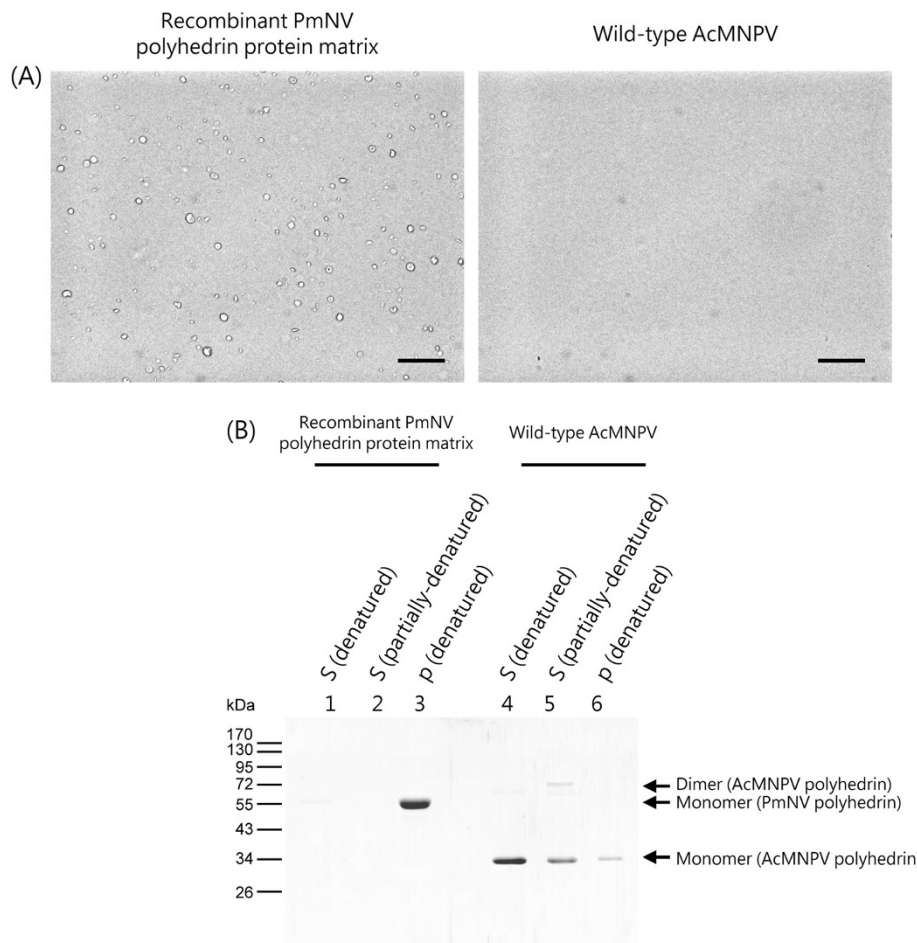 Recombinant PmNV
polyhedrin protein matrix
Wild-type AcMNPV
(A)
(B)
Recombinant PmNV
polyhedrin protein matrix
Wild-type AcMNPV
S (denatured)
S (partially-denatured)
p (denatured)
S (denatured)
S (partially-denatured)
p (denatured)
kDa
1 2 3 4 5 6
170
130
95
72
55
43
34
26
Dimer (AcMNPV polyhedrin)
Monomer (PmNV polyhedrin)
Monomer (AcMNPV polyhedrin